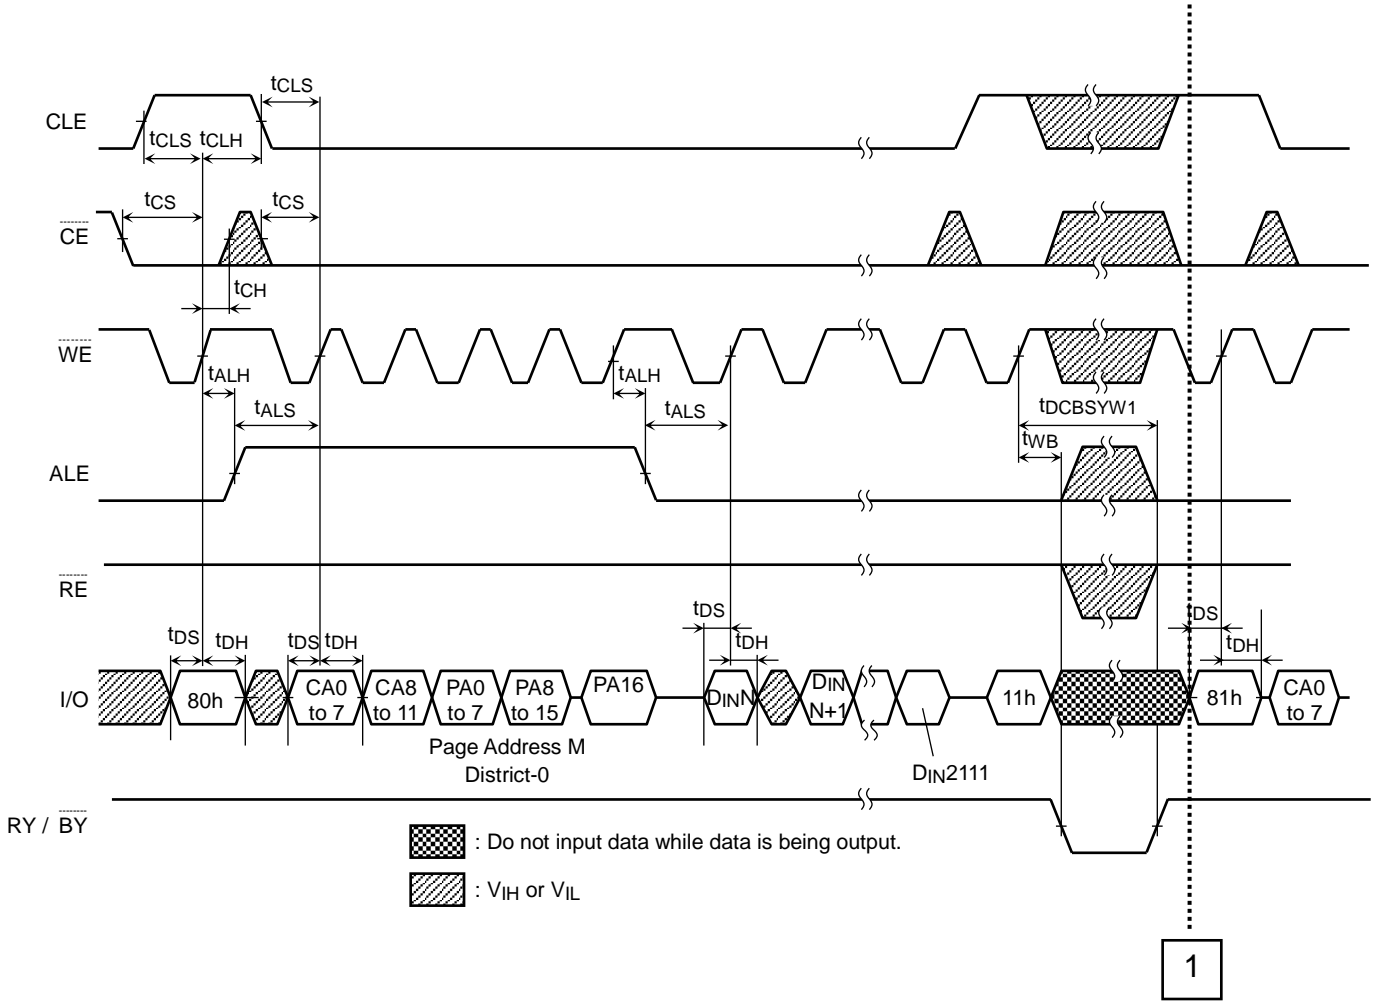 tCLS
CLE
tCLS
tCLH
tCS
tCS
CE
tCH
WE
tALH
tALH
tALS
tALS
tDCBSYW1
tWB
ALE
RE
tDS
tDH
tDS
tDH
tDS
tDH
tDS
tDH
I/O
80h
CA0
to 7
CA8
to 11
PA0
to 7
PA8
to 15
PA16
DINN
DIN
N+1
11h
81h
CA0
to 7
Page Address M
District-0
DIN2111
RY / BY
: Do not input data while data is being output.
: VIH or VIL
1